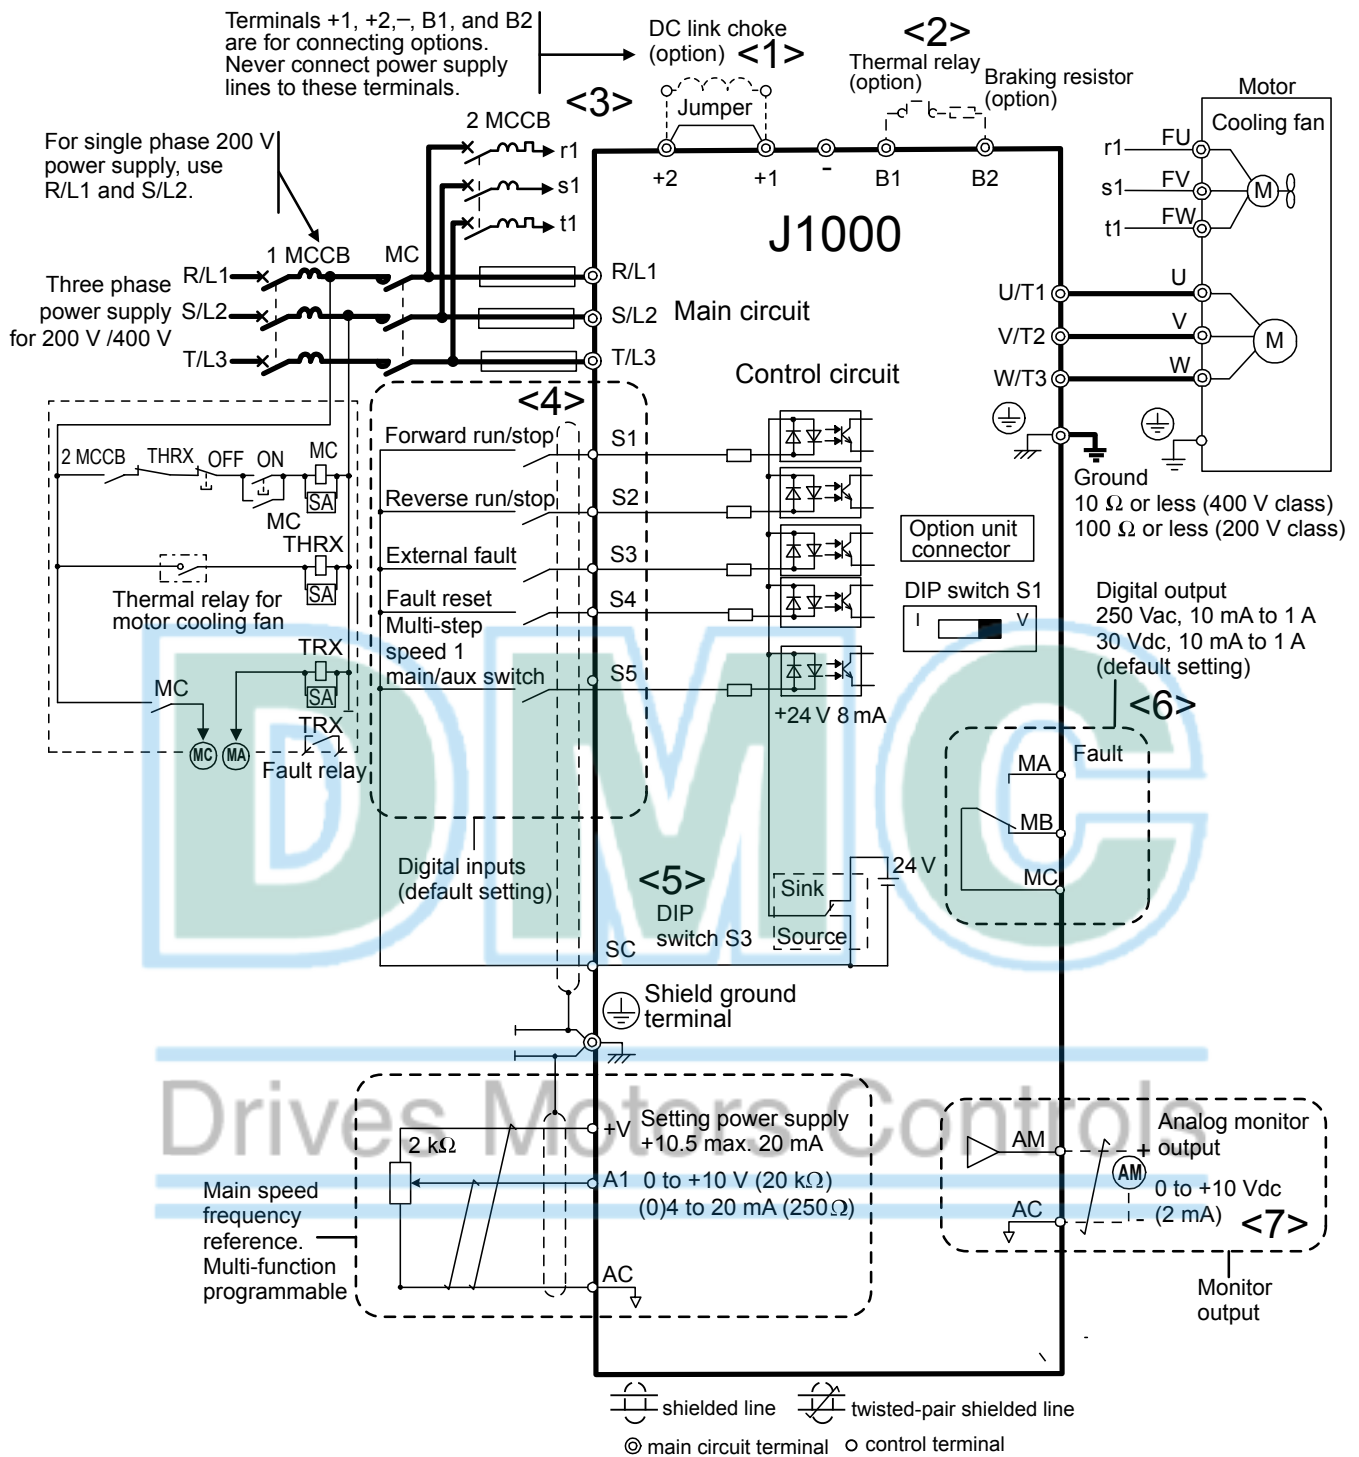 Terminals +1, +2,–, B1, and B2
are for connecting options.
Never connect power supply
lines to these terminals.
DC link choke
(option) <1>
Jumper
<2>
Thermal relay
(option)
Braking resistor
(option)
<3>
2 MCCB
r1
s1
t1
For single phase 200 V
power supply, use
R/L1 and S/L2.
+2
+1
-
B1
B2
Motor
Cooling fan
r1
FU
s1
FV
M
t1
FW
J1000
1 MCCB
MC
R/L1
R/L1
Three phase
power supply
for 200 V /400 V
S/L2
S/L2
T/L3
T/L3
Main circuit
U/T1
U
V/T2
V
M
W/T3
W
Control circuit
Ground
10 Ω or less (400 V class)
100 Ω or less (200 V class)
<4>
Forward run/stop
S1
Reverse run/stop
S2
External fault
S3
Fault reset
S4
Multi-step
speed 1
main/aux switch
S5
2 MCCB
THRX
OFF
ON
MC
SA
MC
THRX
SA
Thermal relay for
motor cooling fan
TRX
SA
MC
TRX
MC
MA
Fault relay
Option unit
connector
DIP switch S1
I
V
+24 V 8 mA
Digital output
250 Vac, 10 mA to 1 A
30 Vdc, 10 mA to 1 A
(default setting)
<6>
Fault
MA
MB
MC
Digital inputs
(default setting)
<5>
DIP
switch S3
Sink
Source
24 V
SC
Shield ground
terminal
DMC
Drives Motors Controls
2 kΩ
+V
Setting power supply
+10.5 max. 20 mA
A1
0 to +10 V (20 kΩ)
(0)4 to 20 mA (250Ω)
AC
Main speed
frequency
reference.
Multi-function
programmable
AM
+
Analog monitor
output
AM
0 to +10 Vdc
(2 mA)
AC
-
<7>
Monitor
output
shielded line
twisted-pair shielded line
main circuit terminal
control terminal